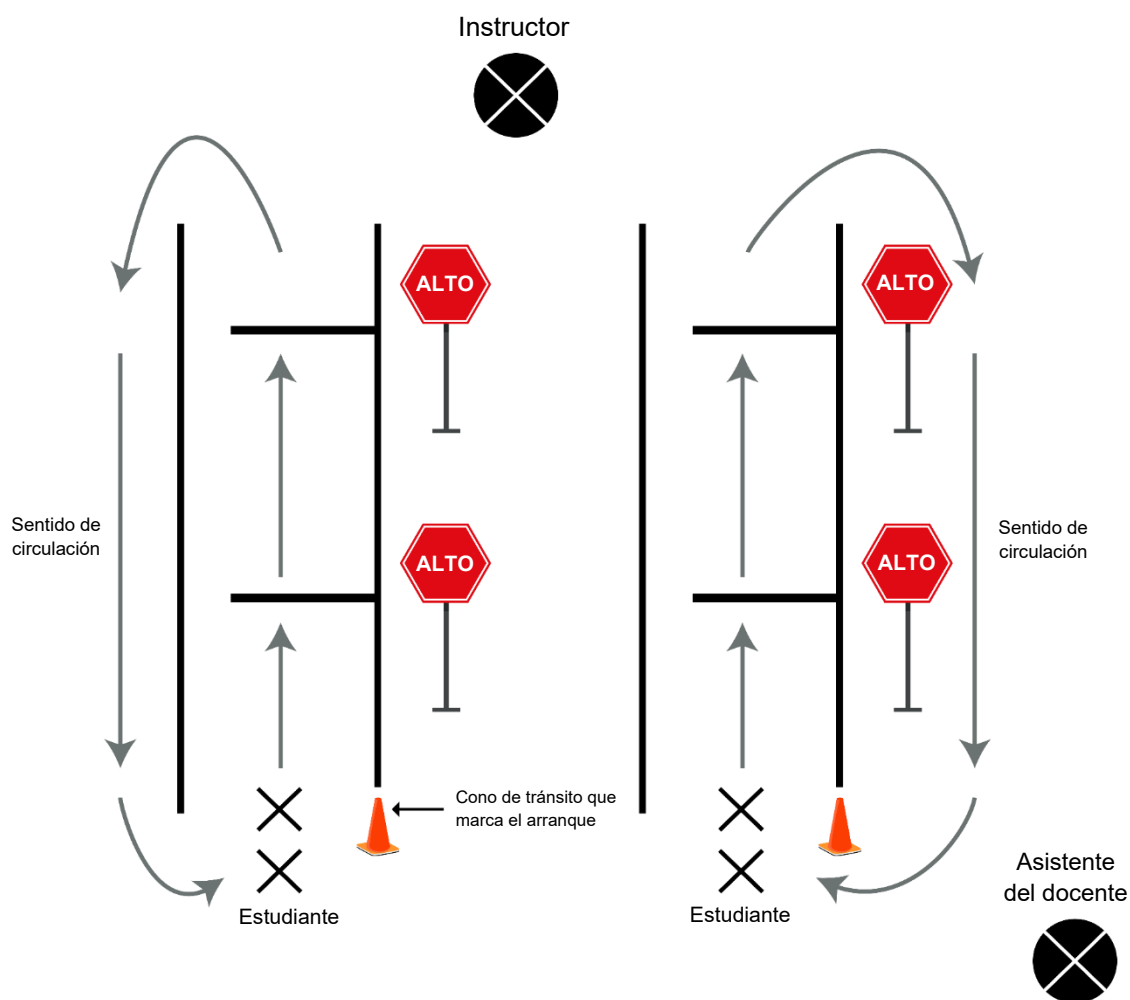 Instructor
ALTO
ALTO
Sentido de
circulación
ALTO
ALTO
Sentido de
circulación
Cono de tránsito que
marca el arranque
Estudiante
Estudiante
Asistente
del docente